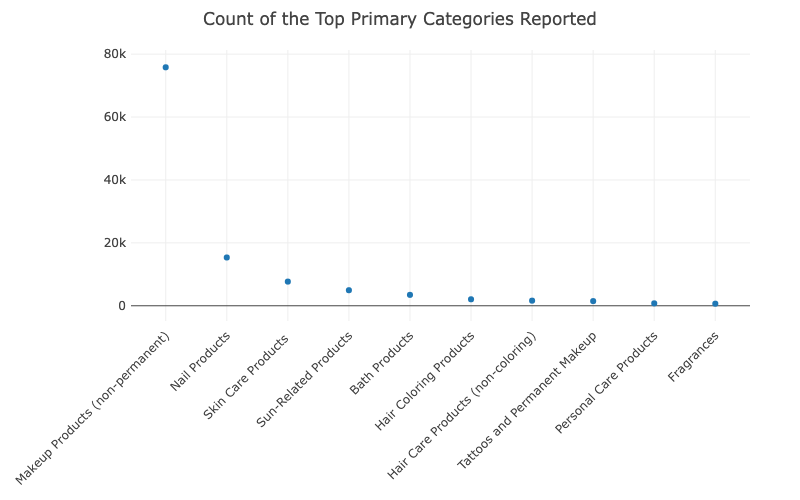 Count of the Top Primary Categories Reported
80k
60k
40k
20k
0
Makeup Products (non-permanent)
Nail Products
Skin Care Products
Sun-Related Products
Bath Products
Hair Coloring Products
Hair Care Products (non-coloring)
Tattoos and Permanent Makeup
Personal Care Products
Fragrances